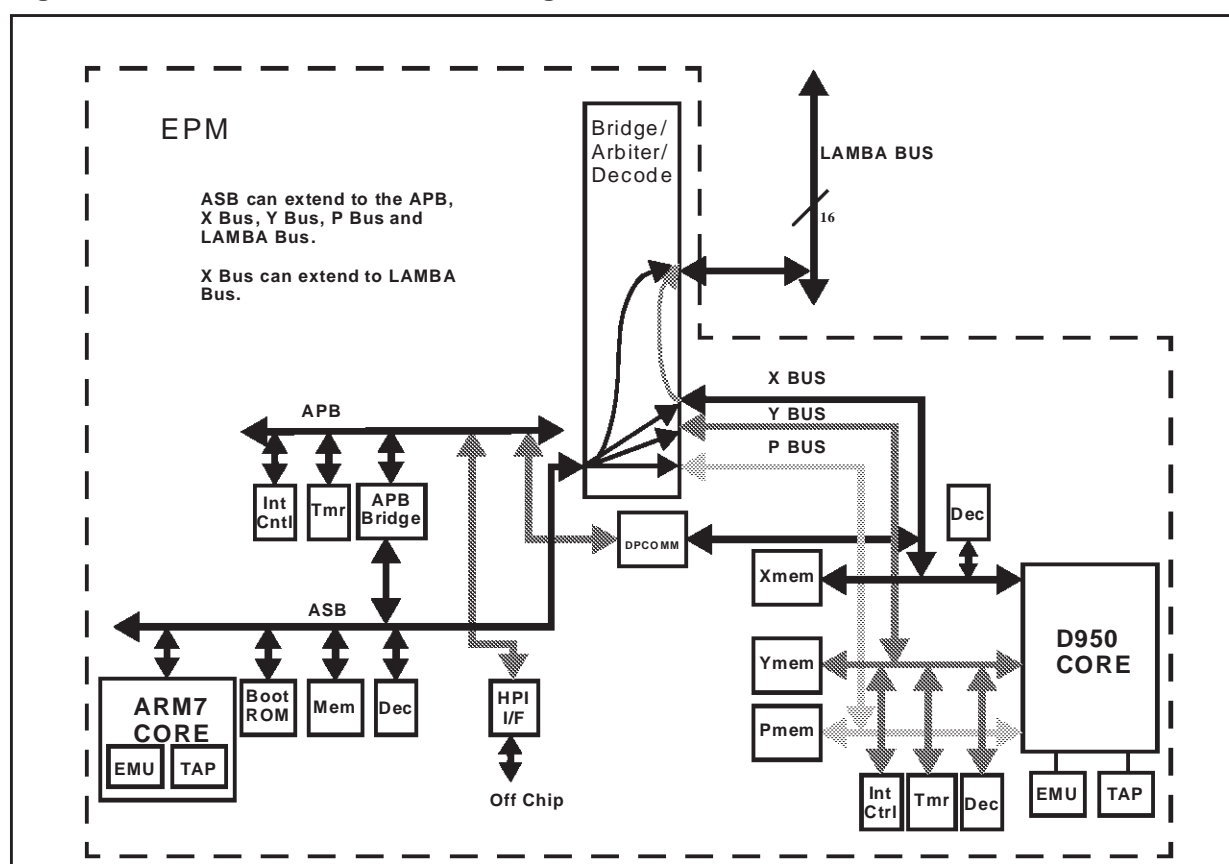 EPM
ASB can extend to the APB,
X Bus, Y Bus, P Bus and
LAMBA Bus.
X Bus can extend to LAMBA
Bus.
Bridge/
Arbiter/
Decode
LAMBA BUS
16
X BUS
Y BUS
P BUS
APB
Int
Cntl
Tmr
APB
Bridge
DPCOMM
Dec
Xmem
ASB
D950
CORE
Ymem
ARM7
CORE
EMU
TAP
Boot
ROM
Mem
Dec
HPI
I/F
Pmem
Off Chip
Int
Ctrl
Tmr
Dec
EMU
TAP